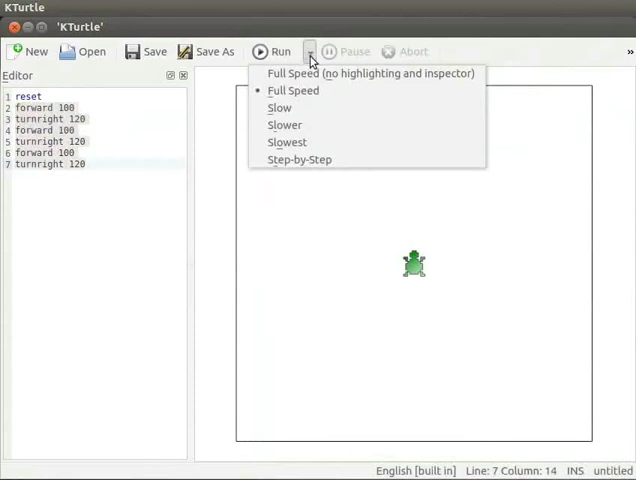 KTurtle
'KTurtle'
New Open Save Save As Run Pause Abort »
Editor
Full Speed (no highlighting and inspector)
• Full Speed
Slow
Slower
Slowest
Step-by-Step
1 reset
2 forward 100
3 turnright 120
4 forward 100
5 turnright 120
6 forward 100
7 turnright 120
English [built in] Line: 7 Column: 14 INS untitled